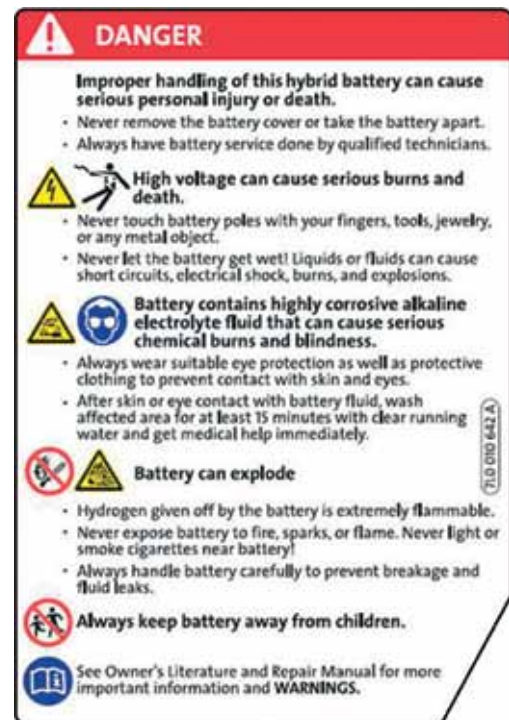 DANGER
Improper handling of this hybrid battery can cause
serious personal injury or death.
· Never remove the battery cover or take the battery apart.
· Always have battery service done by qualified technicians.
High voltage can cause serious burns and
death.
· Never touch battery poles with your fingers, tools, jewelry,
or any metal object.
· Never let the battery get wet! Liquids or fluids can cause
short circuits, electrical shock, burns, and explosions.
Battery contains highly corrosive alkaline
electrolyte fluid that can cause serious
chemical burns and blindness.
· Always wear suitable eye protection as well as protective
clothing to prevent contact with skin and eyes.
· After skin or eye contact with battery fluid, wash
affected area for at least 15 minutes with clear running
water and get medical help immediately.
7L0 010 642 A
Battery can explode
· Hydrogen given off by the battery is extremely flammable.
· Never expose battery to fire, sparks, or flame. Never light or
smoke cigarettes near battery!
· Always handle battery carefully to prevent breakage and
fluid leaks.
Always keep battery away from children.
See Owner's Literature and Repair Manual for more
important information and WARNINGS.